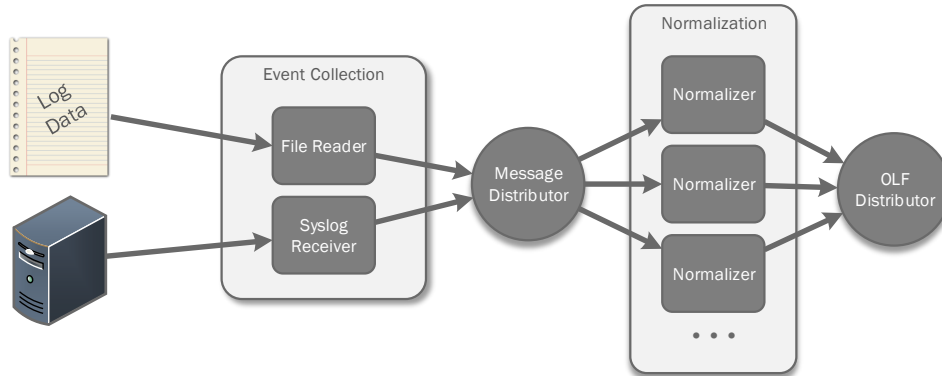 Log
Data
Event Collection
File Reader
Syslog
Receiver
Message
Distributor
Normalization
Normalizer
Normalizer
Normalizer
. . .
OLF
Distributor